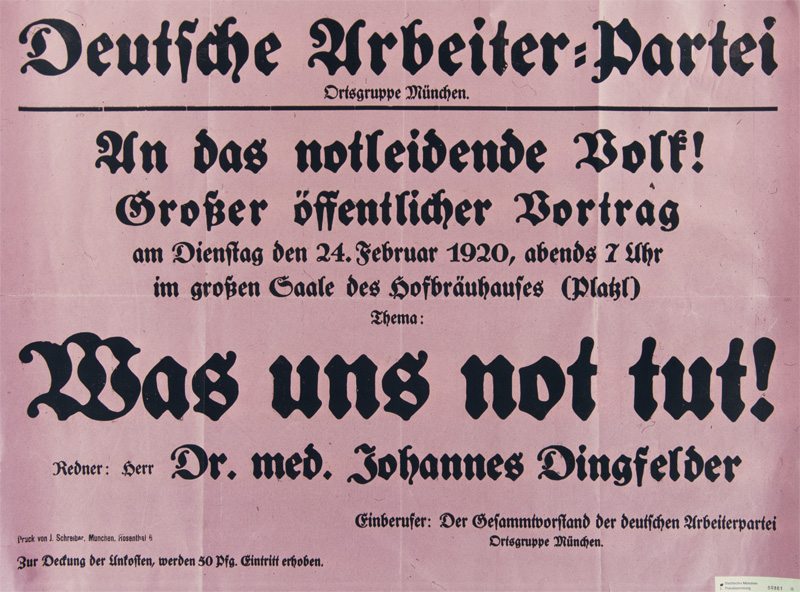 Deutsche Arbeiter=Partei
Ortsgruppe München.
An das notleidende Volk!
Großer öffentlicher Vortrag
am Dienstag den 24. Februar 1920, abends 7 Uhr
im großen Saale des Hofbräuhauses (Platzl)
Thema:
Was uns not tut!
Redner: Herr Dr. med. Johannes Dingfelder
Einberufer: Der Gesammtvorstand der deutschen Arbeiterpartei
Ortsgruppe München.
Druck von J. Schreiber, München, Rosenthal 6
Zur Deckung der Unkosten, werden 50 Pfg. Eintritt erhoben.